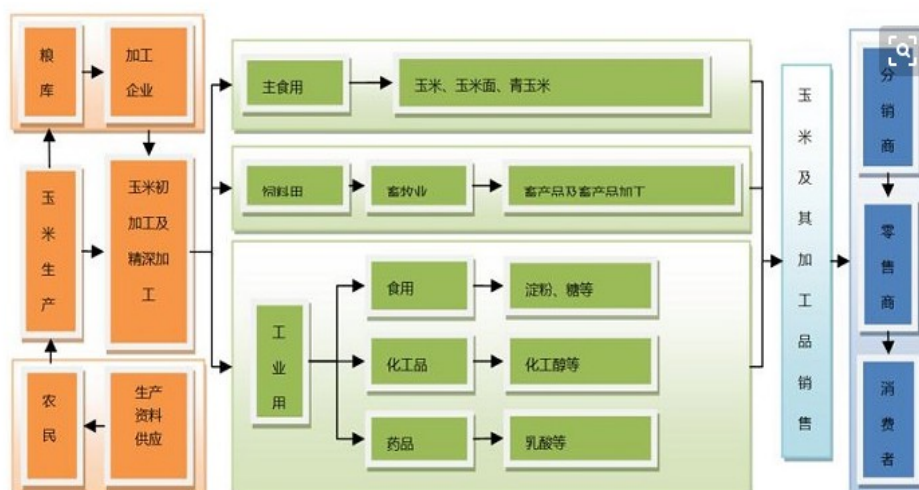 粮库
加工
企业
玉米生产
玉米初
加工及
精深加
工
农民
生产
资料
供应
主食用
玉米、玉米面、青玉米
饲料用
畜牧业
畜产品及畜产品加工
工业用
食用
淀粉、糖等
化工品
化工醇等
药品
乳酸等
玉米及其加工品销售
分销商
零售商
消费者